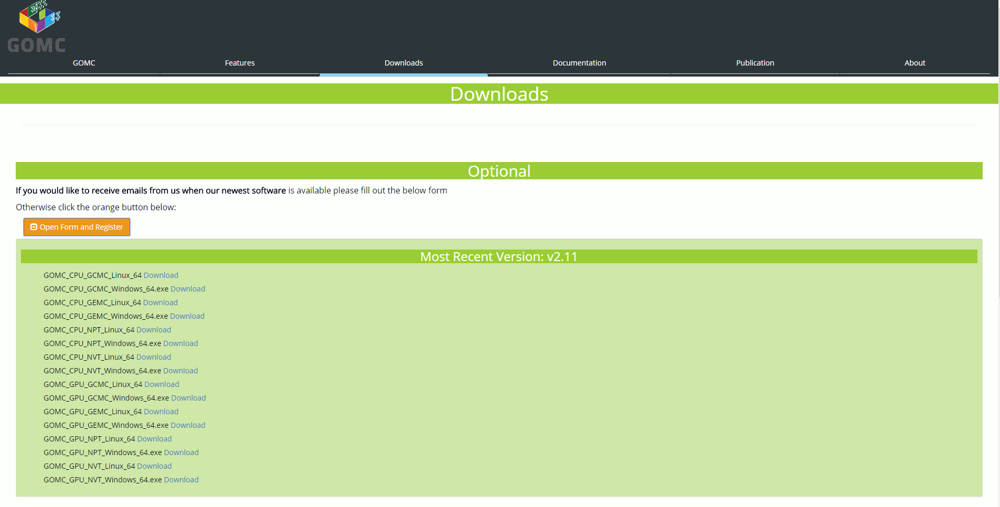 GOMC
GOMC Features Downloads Documentation Publication About
Downloads
Optional
If you would like to receive emails from us when our newest software is available please fill out the below form
Otherwise click the orange button below:
Open Form and Register
Most Recent Version: v2.11
GOMC_CPU_GCMC_Linux_64 Download
GOMC_CPU_GCMC_Windows_64.exe Download
GOMC_CPU_GEMC_Linux_64 Download
GOMC_CPU_GEMC_Windows_64.exe Download
GOMC_CPU_NPT_Linux_64 Download
GOMC_CPU_NPT_Windows_64.exe Download
GOMC_CPU_NVT_Linux_64 Download
GOMC_CPU_NVT_Windows_64.exe Download
GOMC_GPU_GCMC_Linux_64 Download
GOMC_GPU_GCMC_Windows_64.exe Download
GOMC_GPU_GEMC_Linux_64 Download
GOMC_GPU_GEMC_Windows_64.exe Download
GOMC_GPU_NPT_Linux_64 Download
GOMC_GPU_NPT_Windows_64.exe Download
GOMC_GPU_NVT_Linux_64 Download
GOMC_GPU_NVT_Windows_64.exe Download